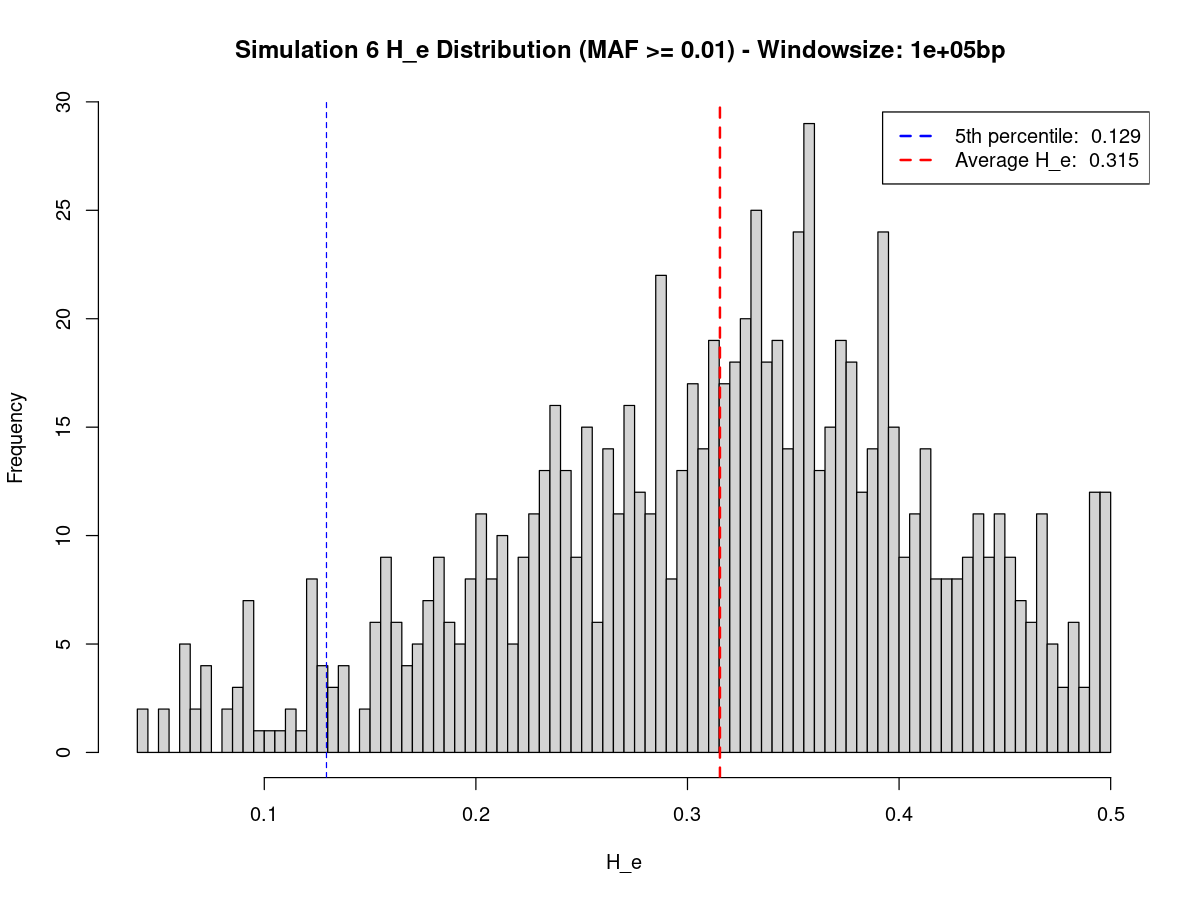 Simulation 6 H_e Distribution (MAF >= 0.01) - Windowsize: 1e+05bp
30
25
20
15
10
5
0
Frequency
5th percentile:  0.129
Average H_e:  0.315
0.1 0.2 0.3 0.4 0.5
H_e